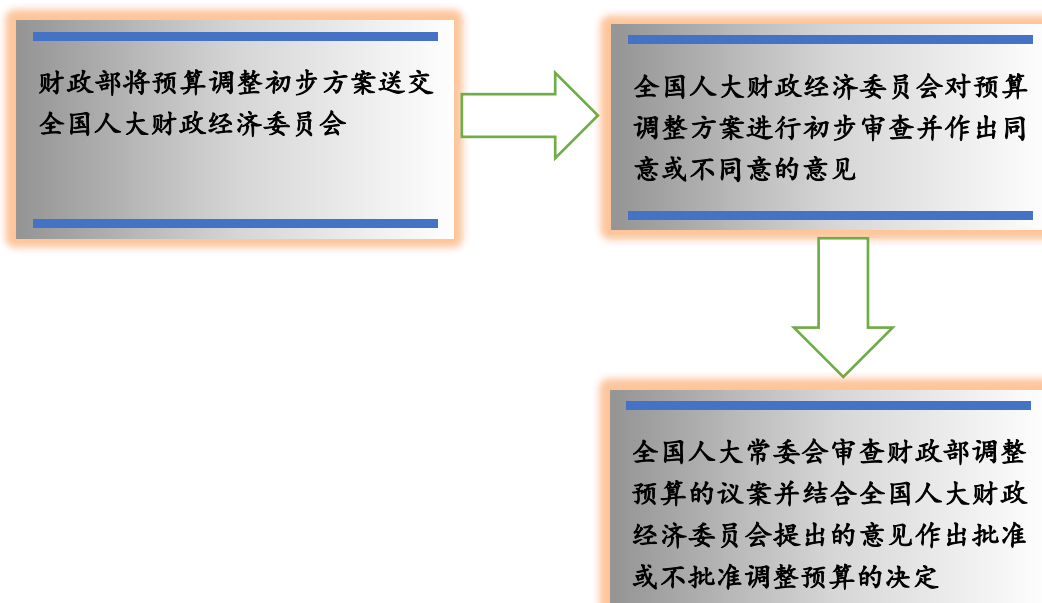 财政部将预算调整初步方案送交
全国人大财政经济委员会
全国人大财政经济委员会对预算
调整方案进行初步审查并作出同
意或不同意的意见
全国人大常委会审查财政部调整
预算的议案并结合全国人大财政
经济委员会提出的意见作出批准
或不批准调整预算的决定